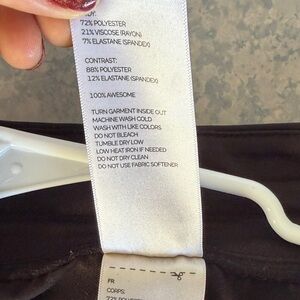 72% POLYESTER
21% VISCOSE (RAYON)
7% ELASTANE (SPANDEX)
CONTRAST:
88% POLYESTER
12% ELASTANE (SPANDEX)
100% AWESOME
TURN GARMENT INSIDE OUT
MACHINE WASH COLD
WASH WITH LIKE COLORS
DO NOT BLEACH
TUMBLE DRY LOW
LOW HEAT IRON IF NEEDED
DO NOT DRY CLEAN
DO NOT USE FABRIC SOFTENER
FR
CORPS:
72% POLYESTER